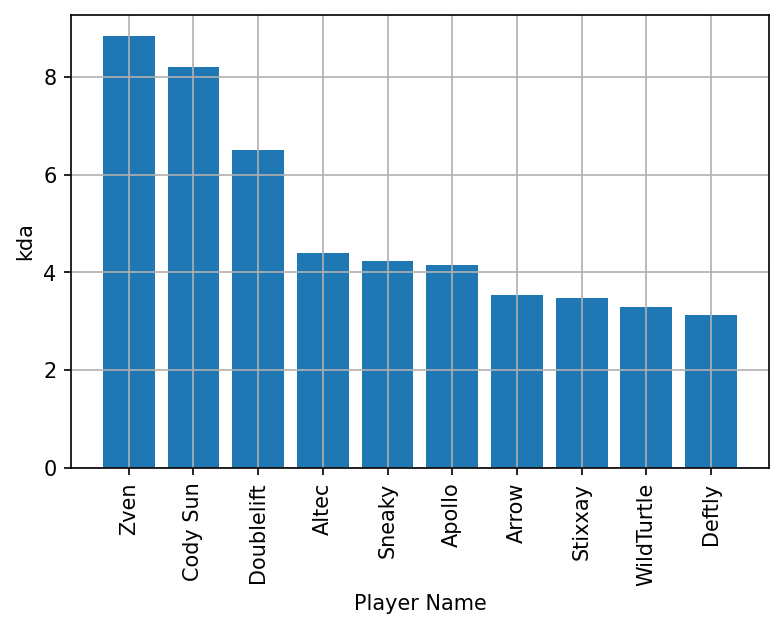 8
6
4
2
0
kda
Zven
Cody Sun
Doublelift
Altec
Sneaky
Apollo
Arrow
Stixxay
WildTurtle
Deftly
Player Name